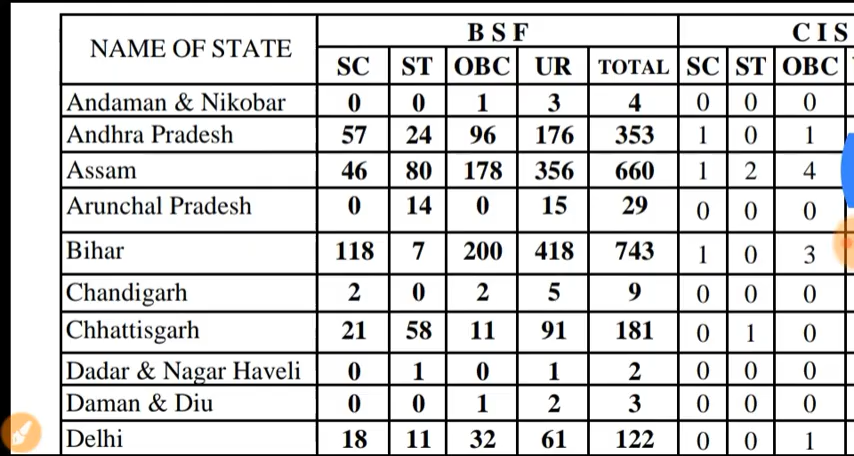 NAME OF STATE B S F C I S
SC ST OBC UR TOTAL SC ST OBC
Andaman & Nikobar 0 0 1 3 4 0 0 0
Andhra Pradesh 57 24 96 176 353 1 0 1
Assam 46 80 178 356 660 1 2 4
Arunchal Pradesh 0 14 0 15 29 0 0 0
Bihar 118 7 200 418 743 1 0 3
Chandigarh 2 0 2 5 9 0 0 0
Chhattisgarh 21 58 11 91 181 0 1 0
Dadar & Nagar Haveli 0 1 0 1 2 0 0 0
Daman & Diu 0 0 1 2 3 0 0 0
Delhi 18 11 32 61 122 0 0 1